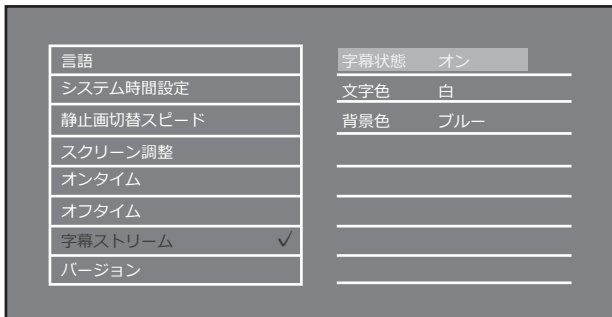 言語
システム時間設定
静止画切替スピード
スクリーン調整
オンタイム
オフタイム
字幕ストリーム ✓
バージョン
字幕状態 オン
文字色 白
背景色 ブルー